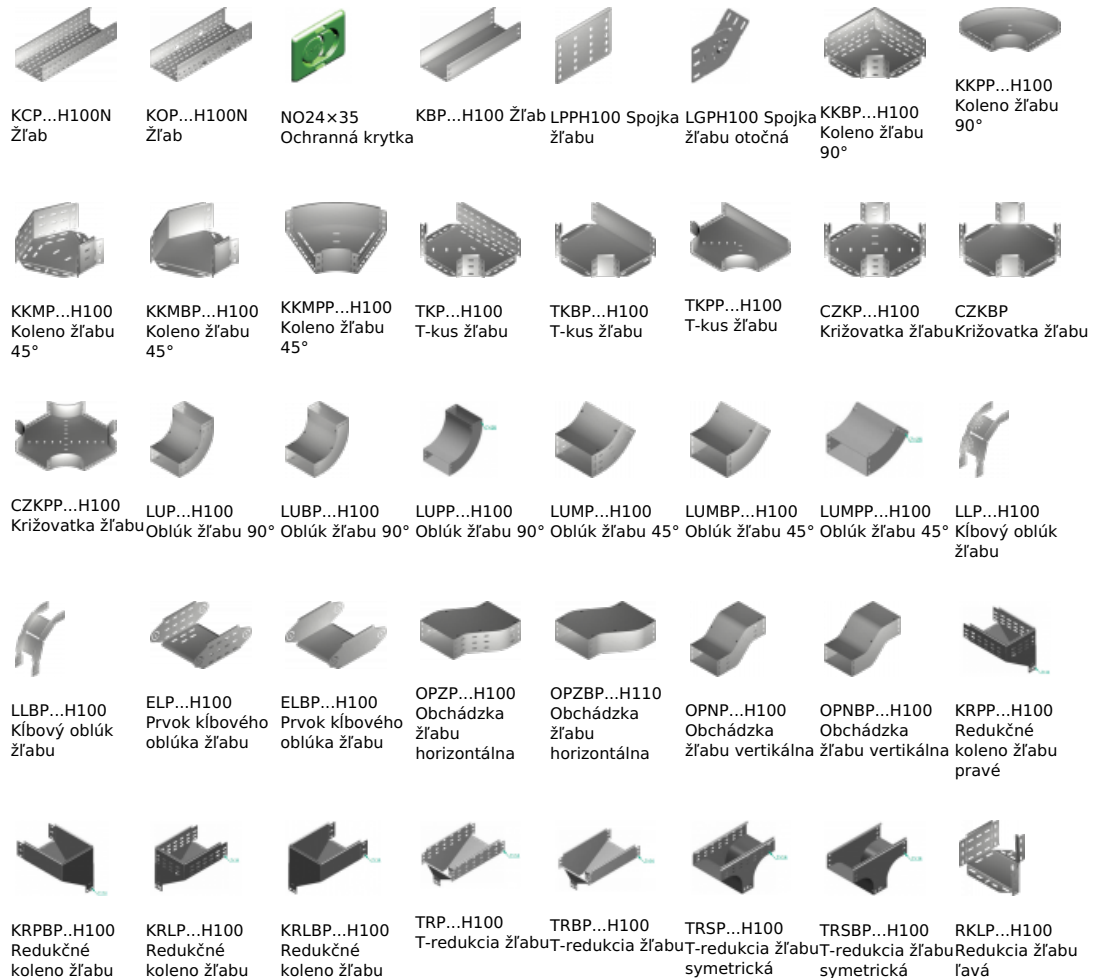 KCP...H100N
Žľab
KOP...H100N
Žľab
NO24×35
Ochranná krytka
KBP...H100 Žľab
LPPH100 Spojka
žľabu
LGPH100 Spojka
žľabu otočná
KKBP...H100
Koleno žľabu
90°
KKPP...H100
Koleno žľabu
90°
KKMP...H100
Koleno žľabu
45°
KKMBP...H100
Koleno žľabu
45°
KKMPP...H100
Koleno žľabu
45°
TKP...H100
T-kus žľabu
TKBP...H100
T-kus žľabu
TKPP...H100
T-kus žľabu
CZKP...H100
Križovatka žľabu
CZKBP
Križovatka žľabu
CZKPP...H100
Križovatka žľabu
LUP...H100
Oblúk žľabu 90°
LUBP...H100
Oblúk žľabu 90°
LUPP...H100
Oblúk žľabu 90°
LUMP...H100
Oblúk žľabu 45°
LUMBP...H100
Oblúk žľabu 45°
LUMPP...H100
Oblúk žľabu 45°
LLP...H100
Kĺbový oblúk
žľabu
LLBP...H100
Kĺbový oblúk
žľabu
ELP...H100
Prvok kĺbového
oblúka žľabu
ELBP...H100
Prvok kĺbového
oblúka žľabu
OPZP...H100
Obchádzka
žľabu
horizontálna
OPZBP...H110
Obchádzka
žľabu
horizontálna
OPNP...H100
Obchádzka
žľabu vertikálna
OPNBP...H100
Obchádzka
žľabu vertikálna
KRPP...H100
Redukčné
koleno žľabu
pravé
KRPBP...H100
Redukčné
koleno žľabu
KRLP...H100
Redukčné
koleno žľabu
KRLBP...H100
Redukčné
koleno žľabu
TRP...H100
T-redukcia žľabu
TRBP...H100
T-redukcia žľabu
TRSP...H100
T-redukcia žľabu
symetrická
TRSBP...H100
T-redukcia žľabu
symetrická
RKLP...H100
Redukcia žľabu
ľavá